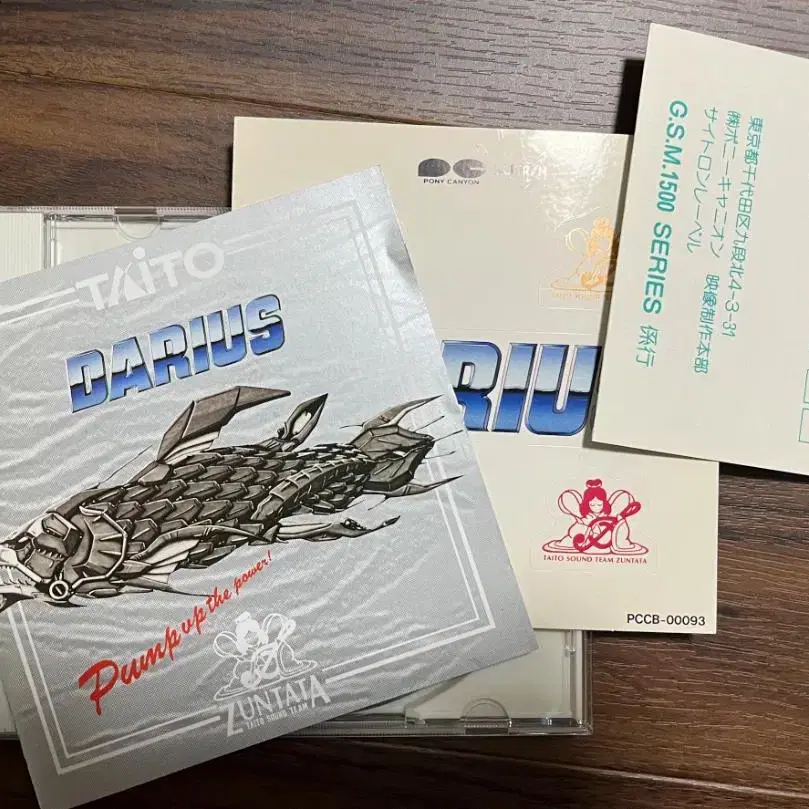 TAITO
DARIUS
Pump up the power!
ZUNTATA
TAITO SOUND TEAM
PONY CANYON
RIU
TAITO SOUND TEAM ZUNTATA
PCCB-00093
東京都千代田区九段北4-3-31
㈱ポニーキャニオン 映像制作本部
サイトロンレーベル
G.S.M.1500 SERIES 係行